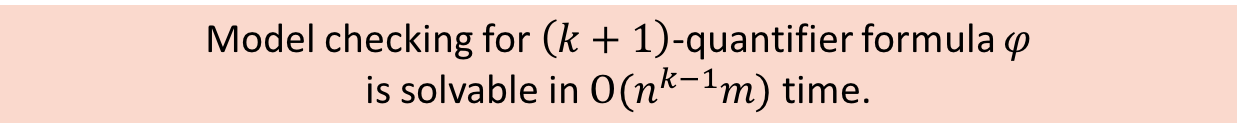 Model checking for (k + 1)-quantifier formula φ
is solvable in O(n^{k−1}m) time.